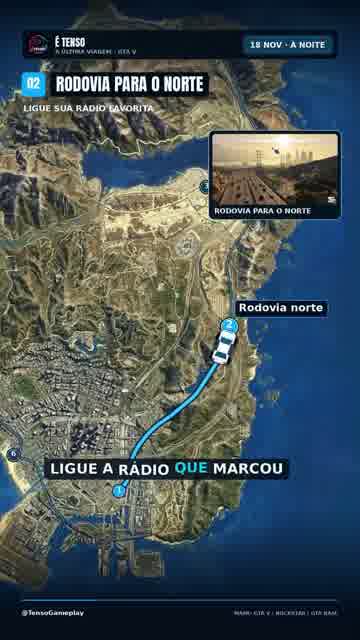 É TENSO
A ÚLTIMA VIAGEM · GTA V
18 NOV · À NOITE
02 RODOVIA PARA O NORTE
LIGUE SUA RÁDIO FAVORITA
RODOVIA PARA O NORTE
Rodovia norte
2
6
LIGUE A RÁDIO QUE MARCOU
1
@TensoGameplay
MAPA: GTA V / ROCKSTAR / GTA BASE